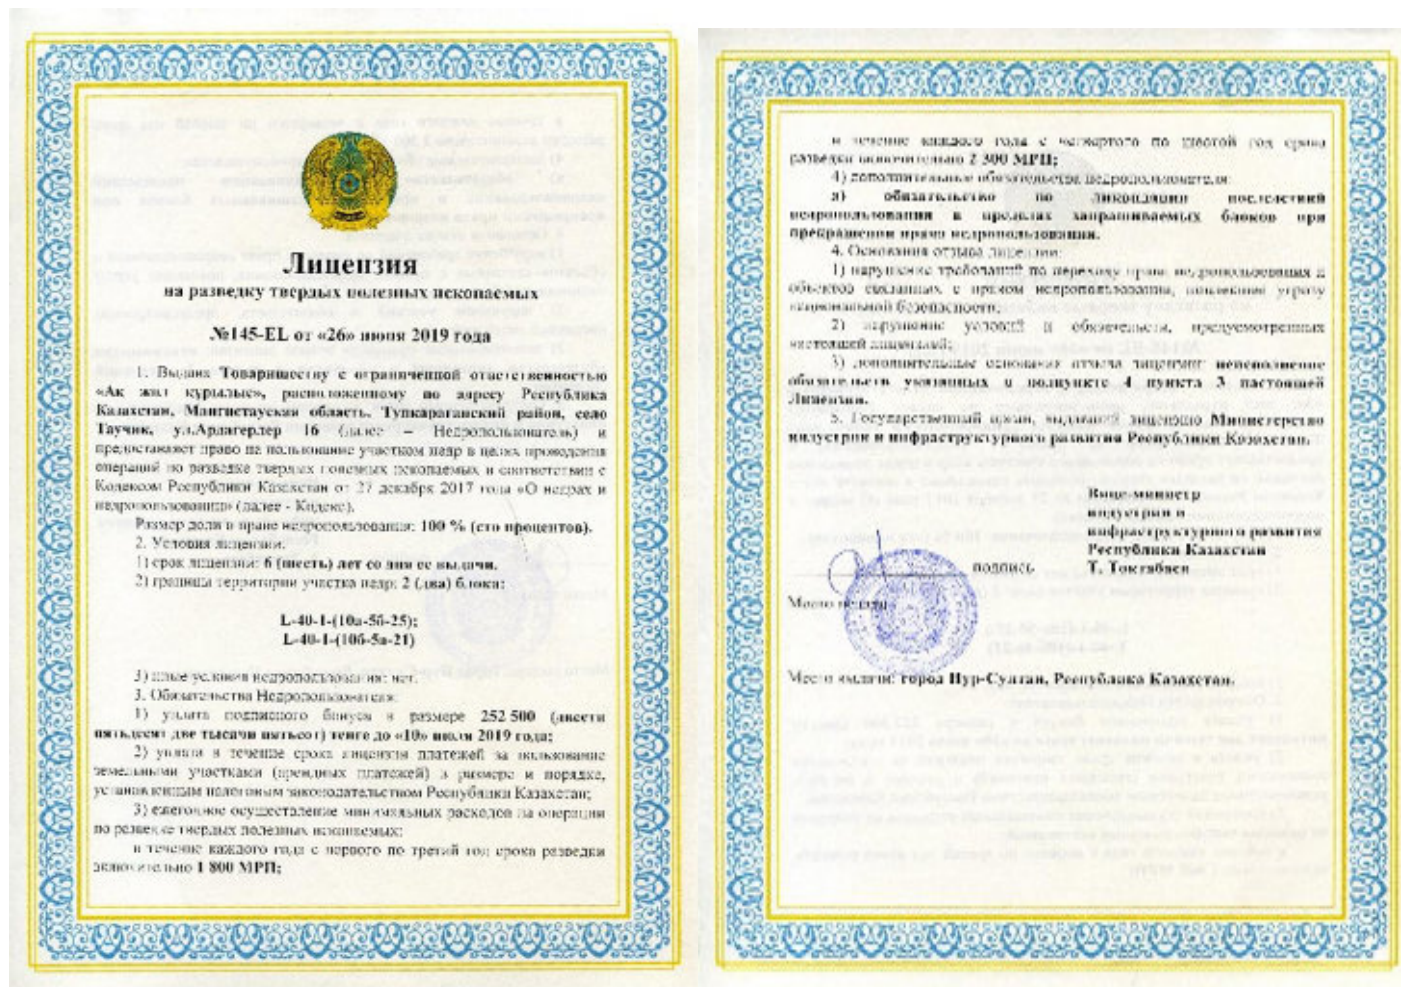 Лицензия
на разведку твердых полезных ископаемых
№145-EL от «26» июня 2019 года
1. Выдана Товариществу с ограниченной ответственностью
«Ак жил курылыс», расположенному по адресу Республика
Казахстан, Мангистауская область, Тупкараганский район, село
Таучик, ул.Ардагерлер 16 (далее – Недропользователь) и
предоставляет право на пользование участком недр в целях проведения
операций по разведке твердых полезных ископаемых в соответствии с
Кодексом Республики Казахстан от 27 декабря 2017 года «О недрах и
недропользовании» (далее - Кодекс).
Размер доли в праве недропользования: 100 % (сто процентов).
2. Условия лицензии:
1) срок лицензии: 6 (шесть) лет со дня ее выдачи.
2) границы территории участка недр: 2 (два) блока:
L-40-1-(10а-5б-25);
L-40-1-(10б-5а-21)
3) иные условия недропользования: нет.
3. Обязательства Недропользователя:
1) уплата подписного бонуса в размере 252 500 (двести
пятьдесят две тысячи пятьсот) тенге до «10» июля 2019 года;
2) уплата в течение срока лицензии платежей за пользование
земельными участками (арендных платежей) в размере и порядке,
установленным налоговым законодательством Республики Казахстан;
3) ежегодное осуществление минимальных расходов на операции
по разведке твердых полезных ископаемых:
в течение каждого года с первого по третий год срока разведки
включительно 1 800 МРП;
в течение каждого года с четвертого по шестой год срока
разведки включительно 2 300 МРП;
4) дополнительные обязательства недропользователя:
а) обязательство по ликвидации последствий
недропользования в пределах запрашиваемых блоков при
прекращении права недропользования.
4. Основания отзыва лицензии:
1) нарушение требований по переходу права недропользования и
объектов связанных с правом недропользования, повлекшее угрозу
национальной безопасности;
2) нарушение условий и обязательств, предусмотренных
настоящей лицензией;
3) дополнительные основания отзыва лицензии: неисполнение
обязательств указанных в подпункте 4 пункта 3 настоящей
Лицензии.
5. Государственный орган, выдавший лицензию Министерство
индустрии и инфраструктурного развития Республики Казахстан.
Вице-министр
индустрии и
инфраструктурного развития
Республики Казахстан
подпись Т. Токтабаев
Место печати
Место выдачи: город Нур-Султан, Республика Казахстан.